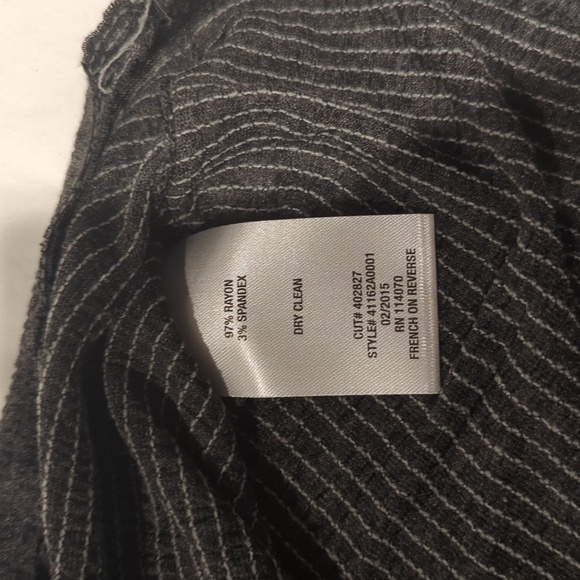 97% RAYON
3% SPANDEX
DRY CLEAN
CUT# 402827
STYLE# 41162A0001
02/2015
RN 114070
FRENCH ON REVERSE